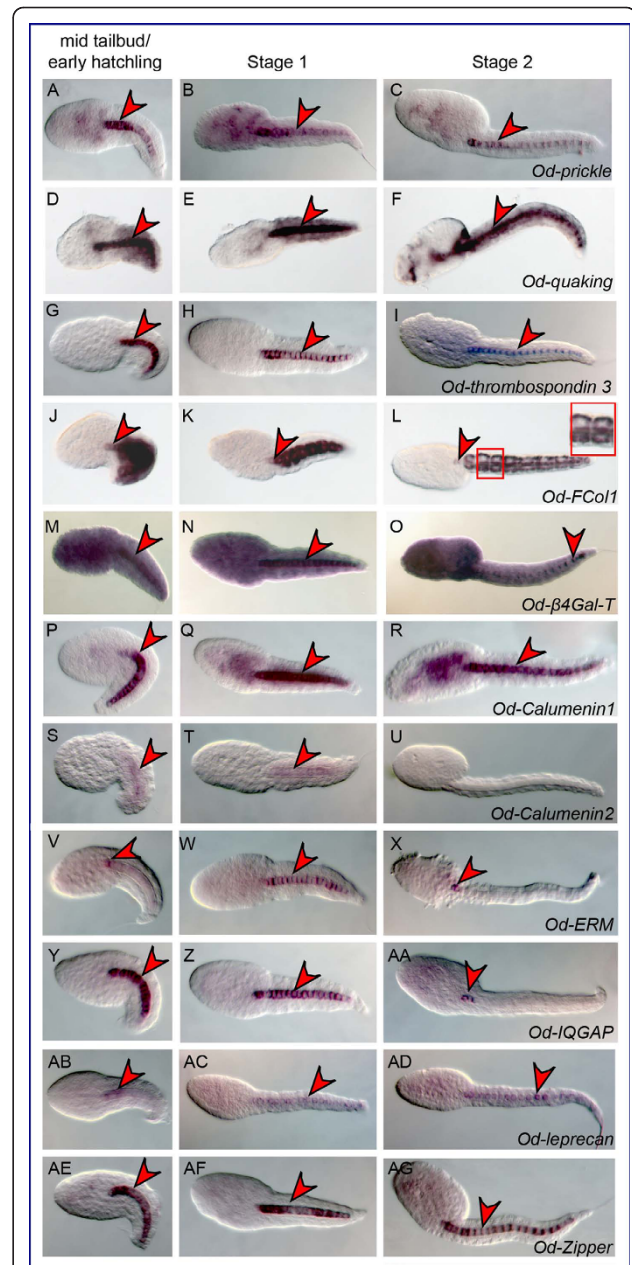 mid tailbud/
early hatchling
Stage 1
Stage 2
A
B
C
Od-prickle
D
E
F
Od-quaking
G
H
I
Od-thrombospondin 3
J
K
L
Od-FCol1
M
N
O
Od-β4Gal-T
P
Q
R
Od-Calumenin1
S
T
U
Od-Calumenin2
V
W
X
Od-ERM
Y
Z
AA
Od-IQGAP
AB
AC
AD
Od-leprecan
AE
AF
AG
Od-Zipper